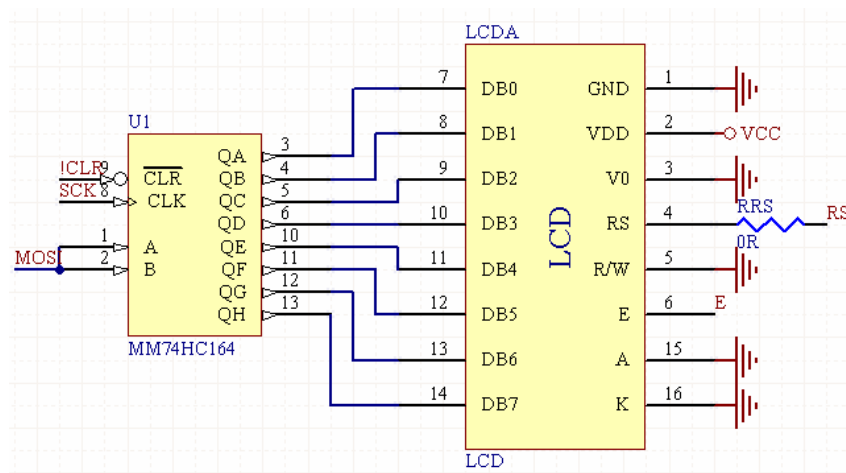 LCDA
7 DB0 GND 1
8 DB1 VDD 2 VCC
9 DB2 V0 3
10 DB3 RS 4 RRS RS
0R
11 DB4 R/W 5
12 DB5 E 6 E
13 DB6 A 15
14 DB7 K 16
LCD
LCD
U1
!CLR 9 CLR QA 3
QB 4
SCK 8 CLK QC 5
QD 6
MOSI 1 A QE 10
2 B QF 11
QG 12
QH 13
MM74HC164